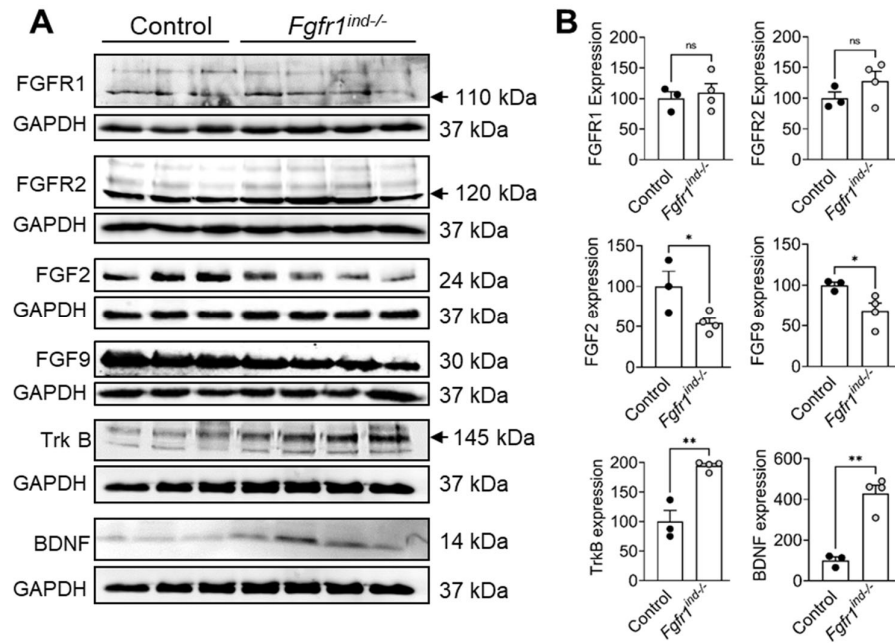 A
Control Fgfr1ind-/-
FGFR1
110 kDa
GAPDH 37 kDa
FGFR2
120 kDa
GAPDH 37 kDa
FGF2 24 kDa
GAPDH 37 kDa
FGF9 30 kDa
GAPDH 37 kDa
Trk B 145 kDa
GAPDH 37 kDa
BDNF 14 kDa
GAPDH 37 kDa
B
FGFR1 Expression
200
150
100
50
0
ns
Control
Fgfr1ind-/-
FGFR2 Expression
200
150
100
50
0
ns
Control
Fgfr1ind-/-
FGF2 expression
150
100
50
0
*
Control
Fgfr1ind-/-
FGF9 expression
150
100
50
0
*
Control
Fgfr1ind-/-
TrkB expression
200
150
100
50
0
**
Control
Fgfr1ind-/-
BDNF expression
600
400
200
0
**
Control
Fgfr1ind-/-